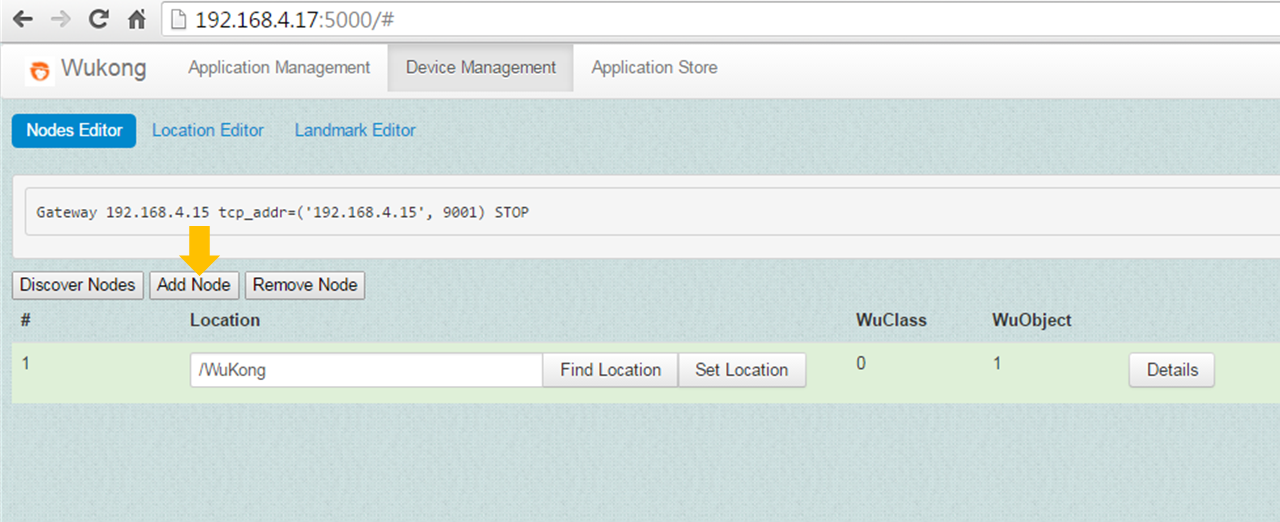 192.168.4.17:5000/#
Wukong Application Management Device Management Application Store
Nodes Editor Location Editor Landmark Editor
Gateway 192.168.4.15 tcp_addr=('192.168.4.15', 9001) STOP
Discover Nodes Add Node Remove Node
# Location WuClass WuObject
1 /WuKong Find Location Set Location 0 1 Details